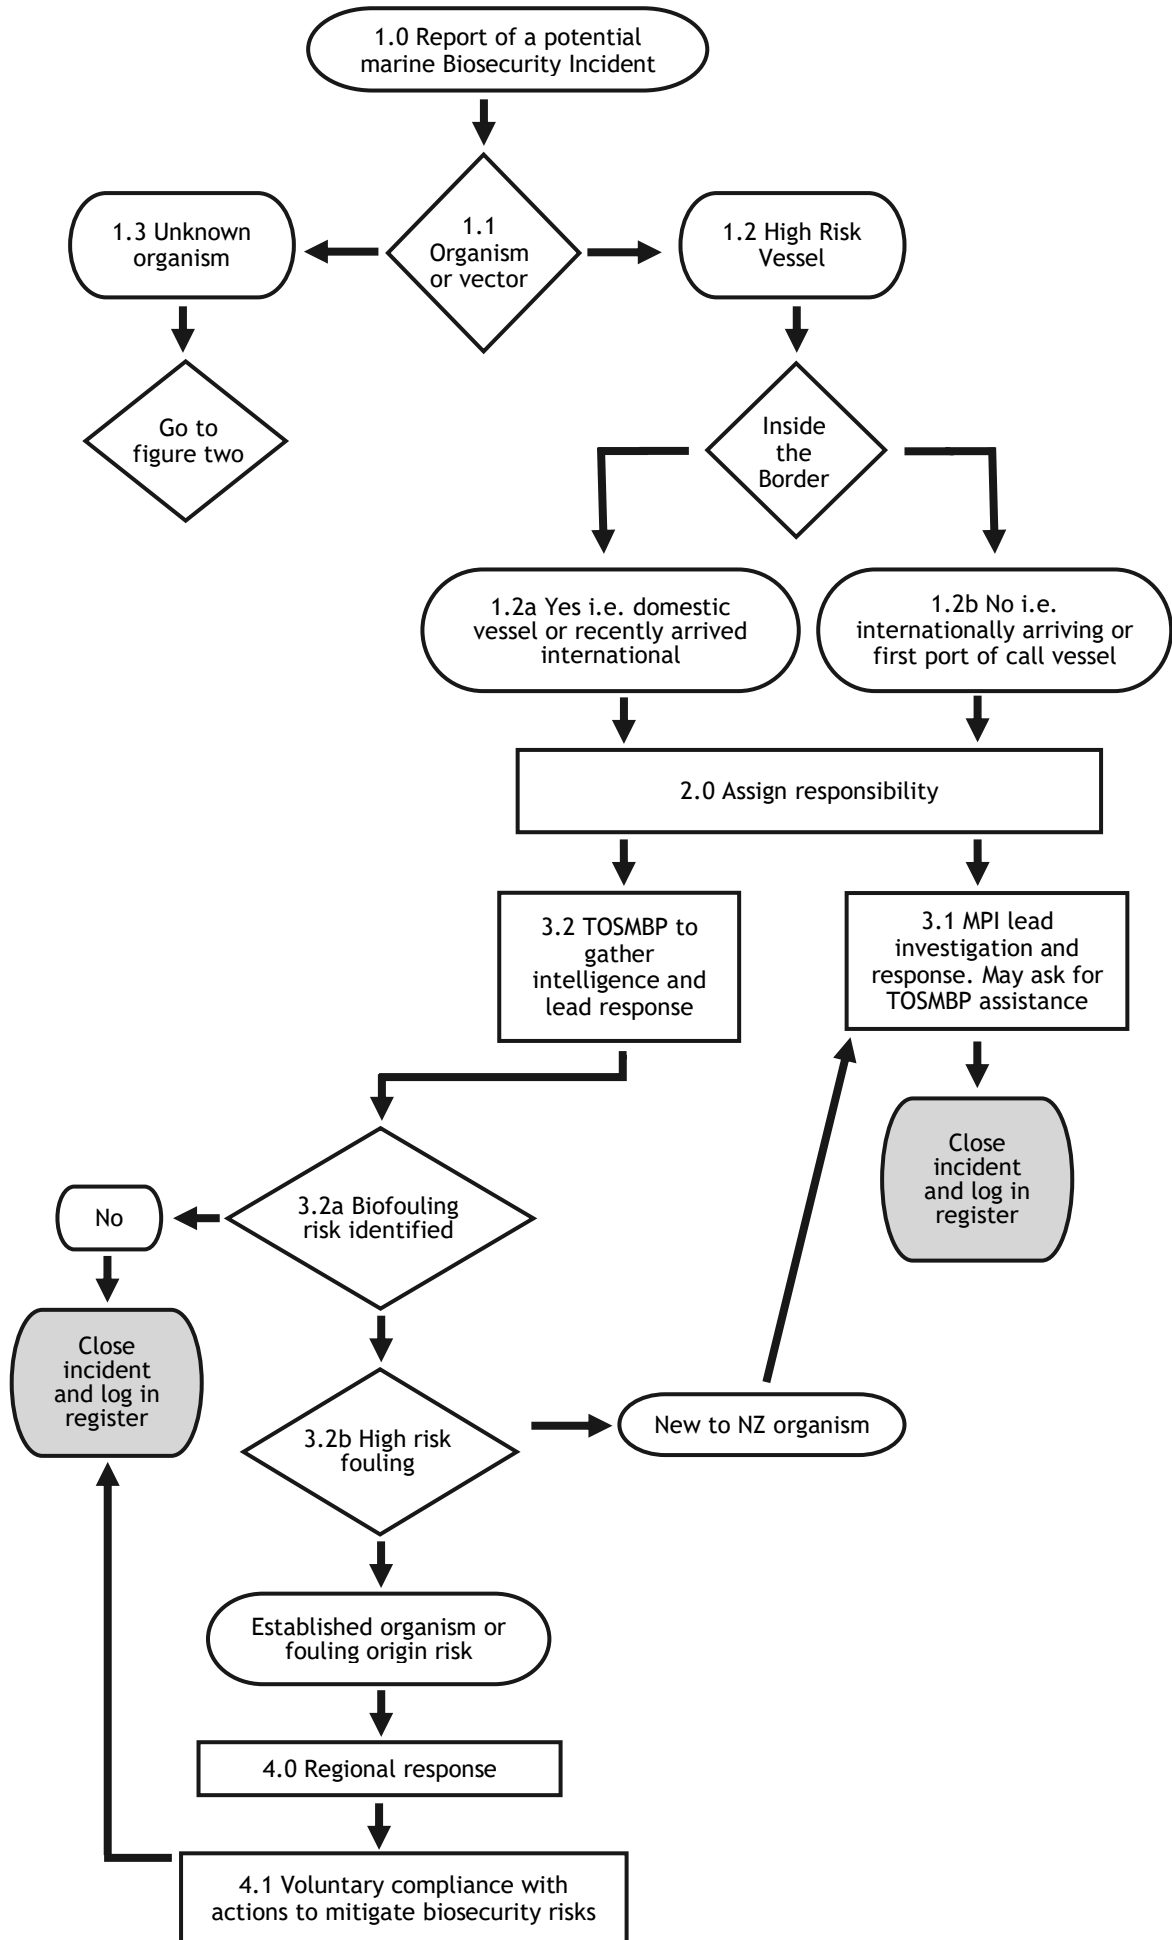 1.0 Report of a potential
marine Biosecurity Incident
1.3 Unknown
organism
1.1
Organism
or vector
1.2 High Risk
Vessel
Go to
figure two
Inside
the
Border
1.2a Yes i.e. domestic
vessel or recently arrived
international
1.2b No i.e.
internationally arriving or
first port of call vessel
2.0 Assign responsibility
3.2 TOSMBP to
gather
intelligence and
lead response
3.1 MPI lead
investigation and
response. May ask for
TOSMBP assistance
Close
incident
and log in
register
3.2a Biofouling
risk identified
No
Close
incident
and log in
register
3.2b High risk
fouling
New to NZ organism
Established organism or
fouling origin risk
4.0 Regional response
4.1 Voluntary compliance with
actions to mitigate biosecurity risks